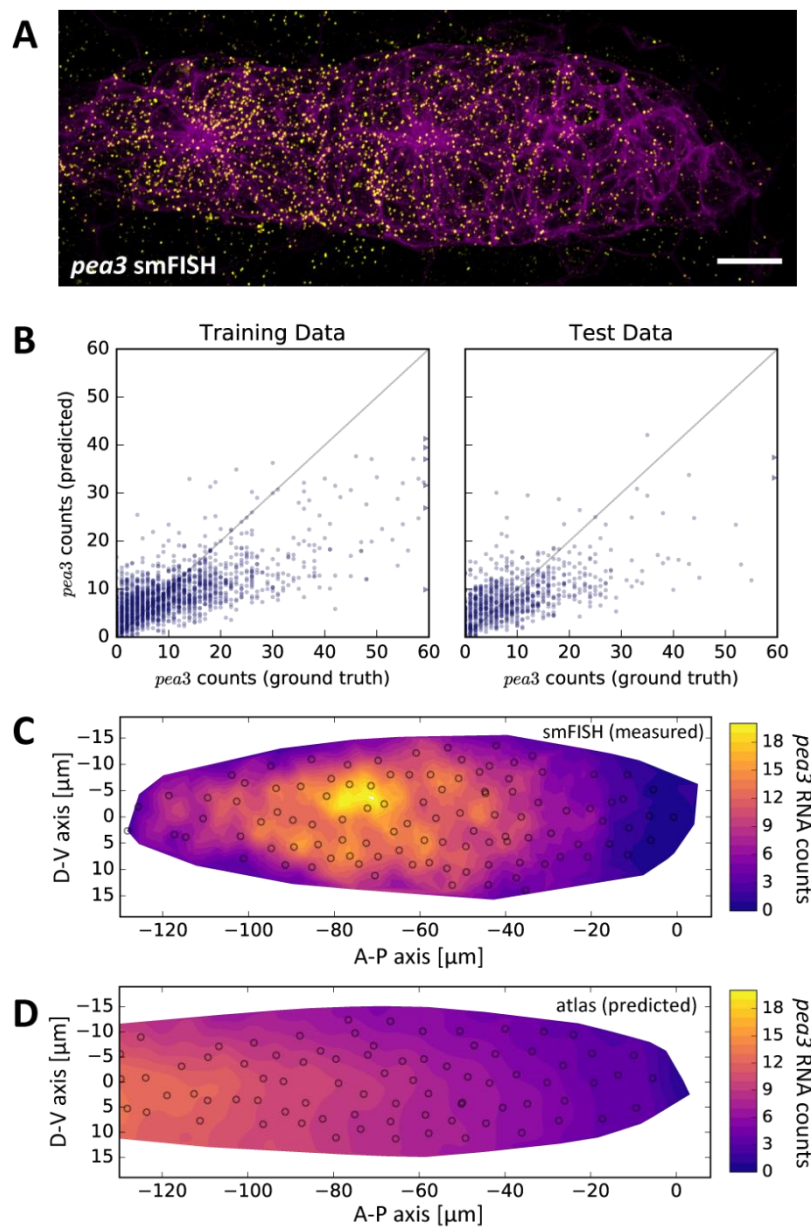 A
pea3 smFISH
B
Training Data
Test Data
60
50
40
30
20
10
0
pea3 counts (predicted)
0 10 20 30 40 50 60
0 10 20 30 40 50 60
pea3 counts (ground truth)
pea3 counts (ground truth)
C
smFISH (measured)
−15
−10
−5
0
5
10
15
D-V axis [μm]
−120 −100 −80 −60 −40 −20 0
A-P axis [μm]
18
15
12
9
6
3
0
pea3 RNA counts
D
atlas (predicted)
−15
−10
−5
0
5
10
15
D-V axis [μm]
−120 −100 −80 −60 −40 −20 0
A-P axis [μm]
18
15
12
9
6
3
0
pea3 RNA counts